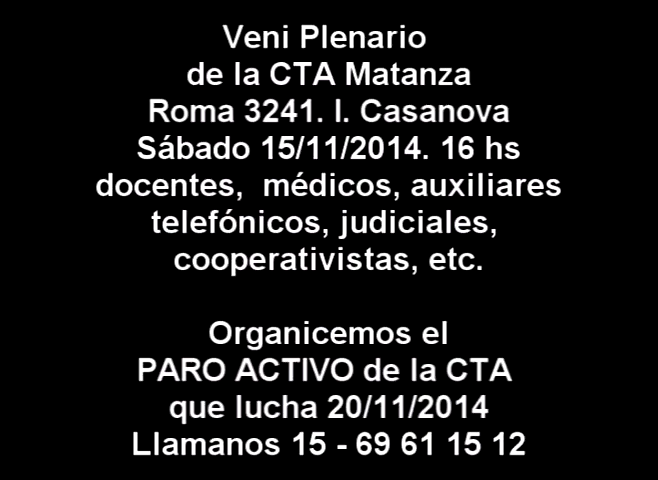 Veni Plenario
de la CTA Matanza
Roma 3241. I. Casanova
Sábado 15/11/2014. 16 hs
docentes,  médicos, auxiliares
telefónicos, judiciales,
cooperativistas, etc.
Organicemos el
PARO ACTIVO de la CTA
que lucha 20/11/2014
Llamanos 15 - 69 61 15 12